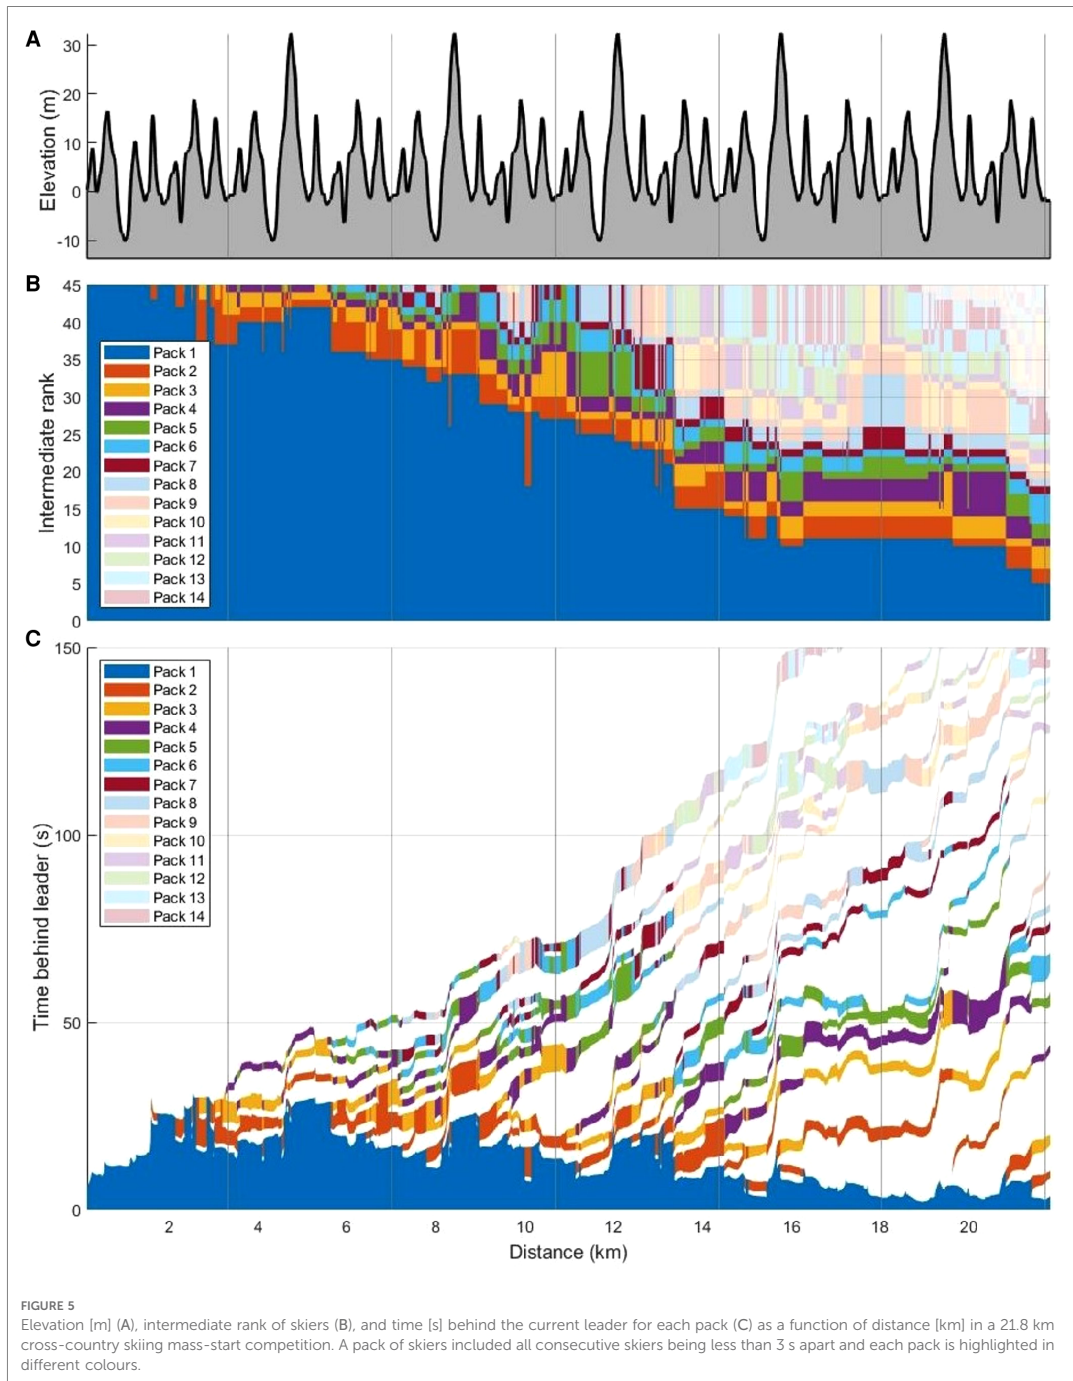 A
Elevation (m)
30
20
10
0
-10
B
Intermediate rank
45
40
35
30
25
20
15
10
5
0
Pack 1
Pack 2
Pack 3
Pack 4
Pack 5
Pack 6
Pack 7
Pack 8
Pack 9
Pack 10
Pack 11
Pack 12
Pack 13
Pack 14
C
Time behind leader (s)
150
100
50
0
Pack 1
Pack 2
Pack 3
Pack 4
Pack 5
Pack 6
Pack 7
Pack 8
Pack 9
Pack 10
Pack 11
Pack 12
Pack 13
Pack 14
2 4 6 8 10 12 14 16 18 20
Distance (km)
FIGURE 5
Elevation [m] (A), intermediate rank of skiers (B), and time [s] behind the current leader for each pack (C) as a function of distance [km] in a 21.8 km
cross-country skiing mass-start competition. A pack of skiers included all consecutive skiers being less than 3 s apart and each pack is highlighted in
different colours.